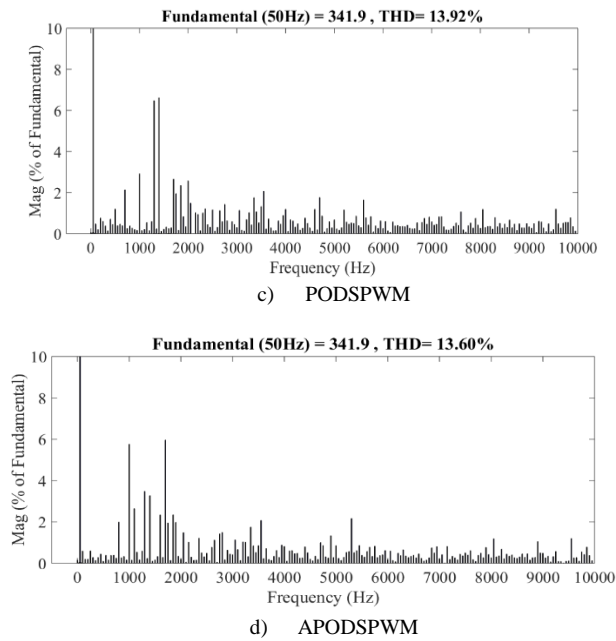 Fundamental (50Hz) = 341.9 , THD= 13.92%
10
8
6
4
2
0
Mag (% of Fundamental)
0 1000 2000 3000 4000 5000 6000 7000 8000 9000 10000
Frequency (Hz)
c) PODSPWM
Fundamental (50Hz) = 341.9 , THD= 13.60%
10
8
6
4
2
0
Mag (% of Fundamental)
0 1000 2000 3000 4000 5000 6000 7000 8000 9000 10000
Frequency (Hz)
d) APODSPWM